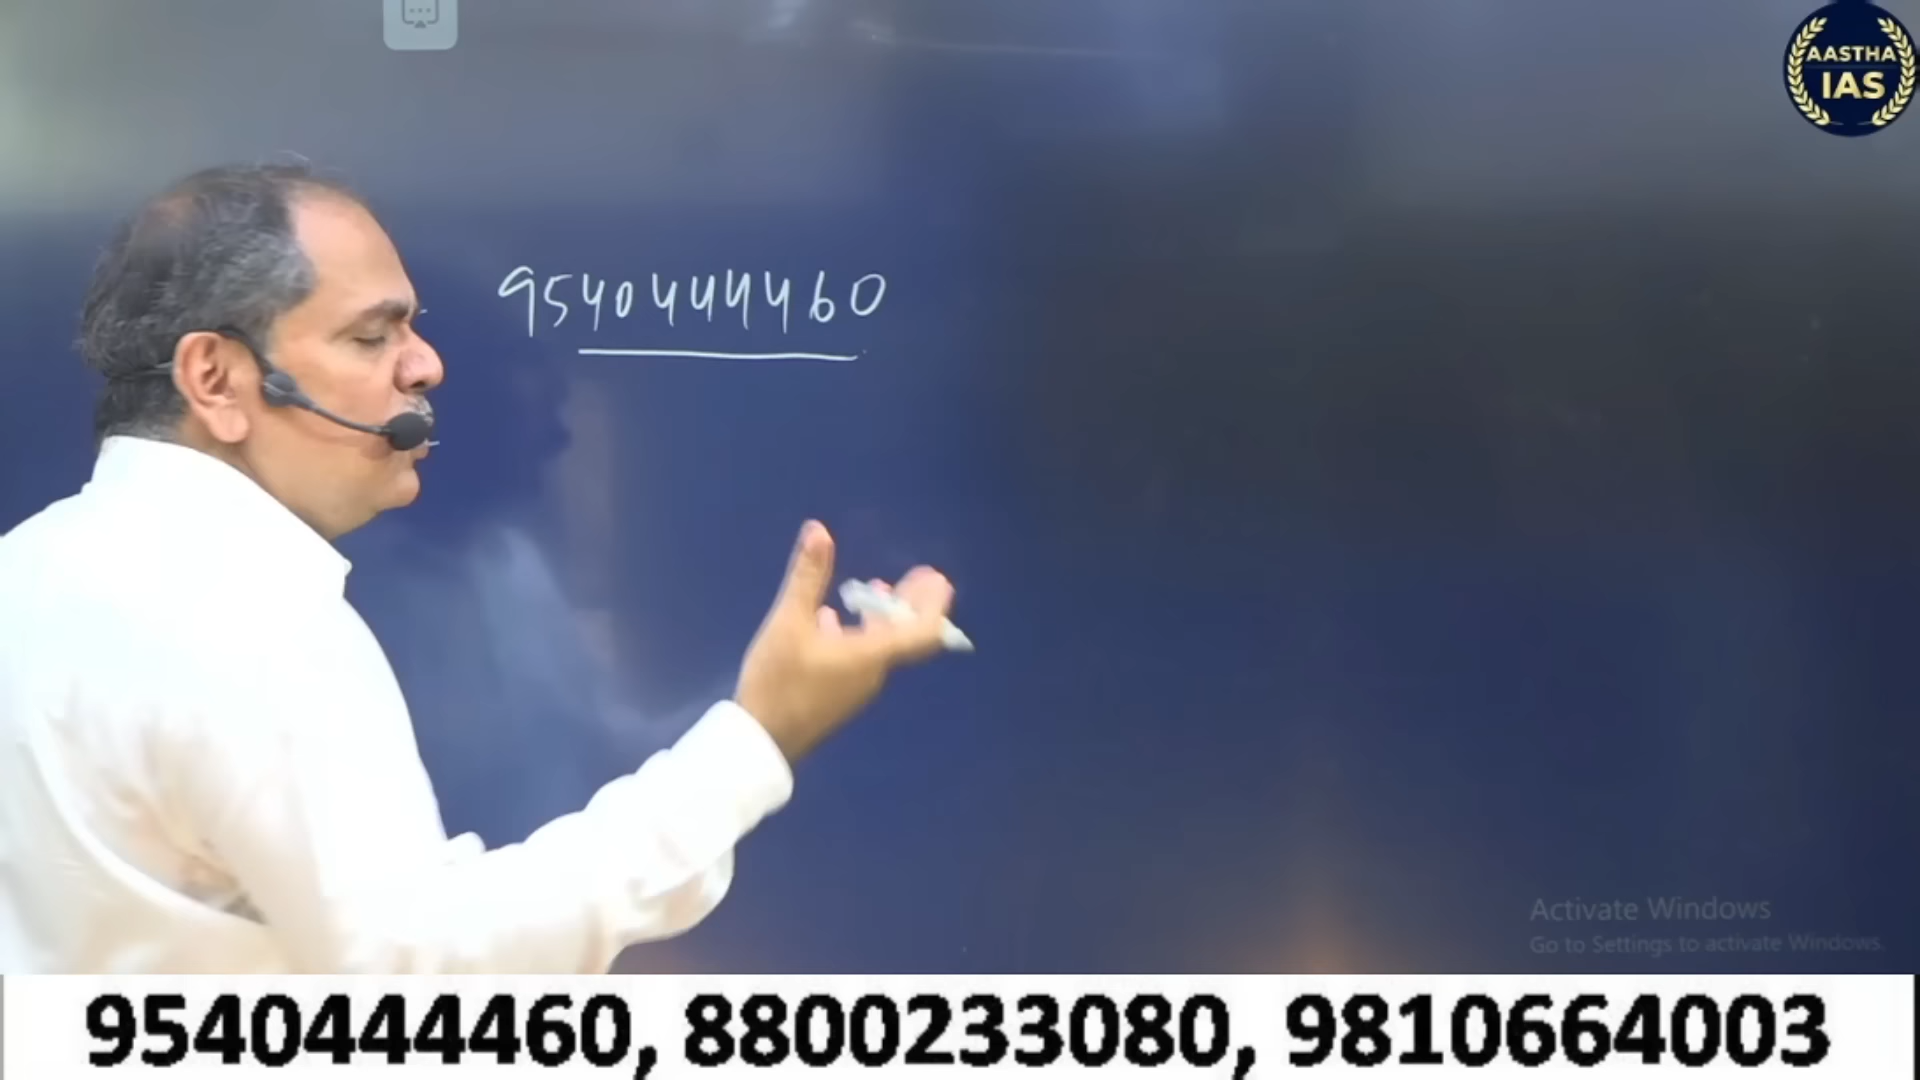 AASTHA
IAS
9540444460
Activate Windows
Go to Settings to activate Windows.
9540444460, 8800233080, 9810664003